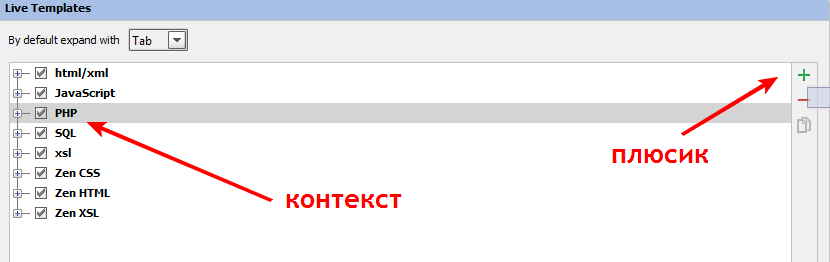 Live Templates
By default expand with Tab
html/xml
JavaScript
PHP
SQL
xsl
Zen CSS
Zen HTML
Zen XSL
плюсик
контекст